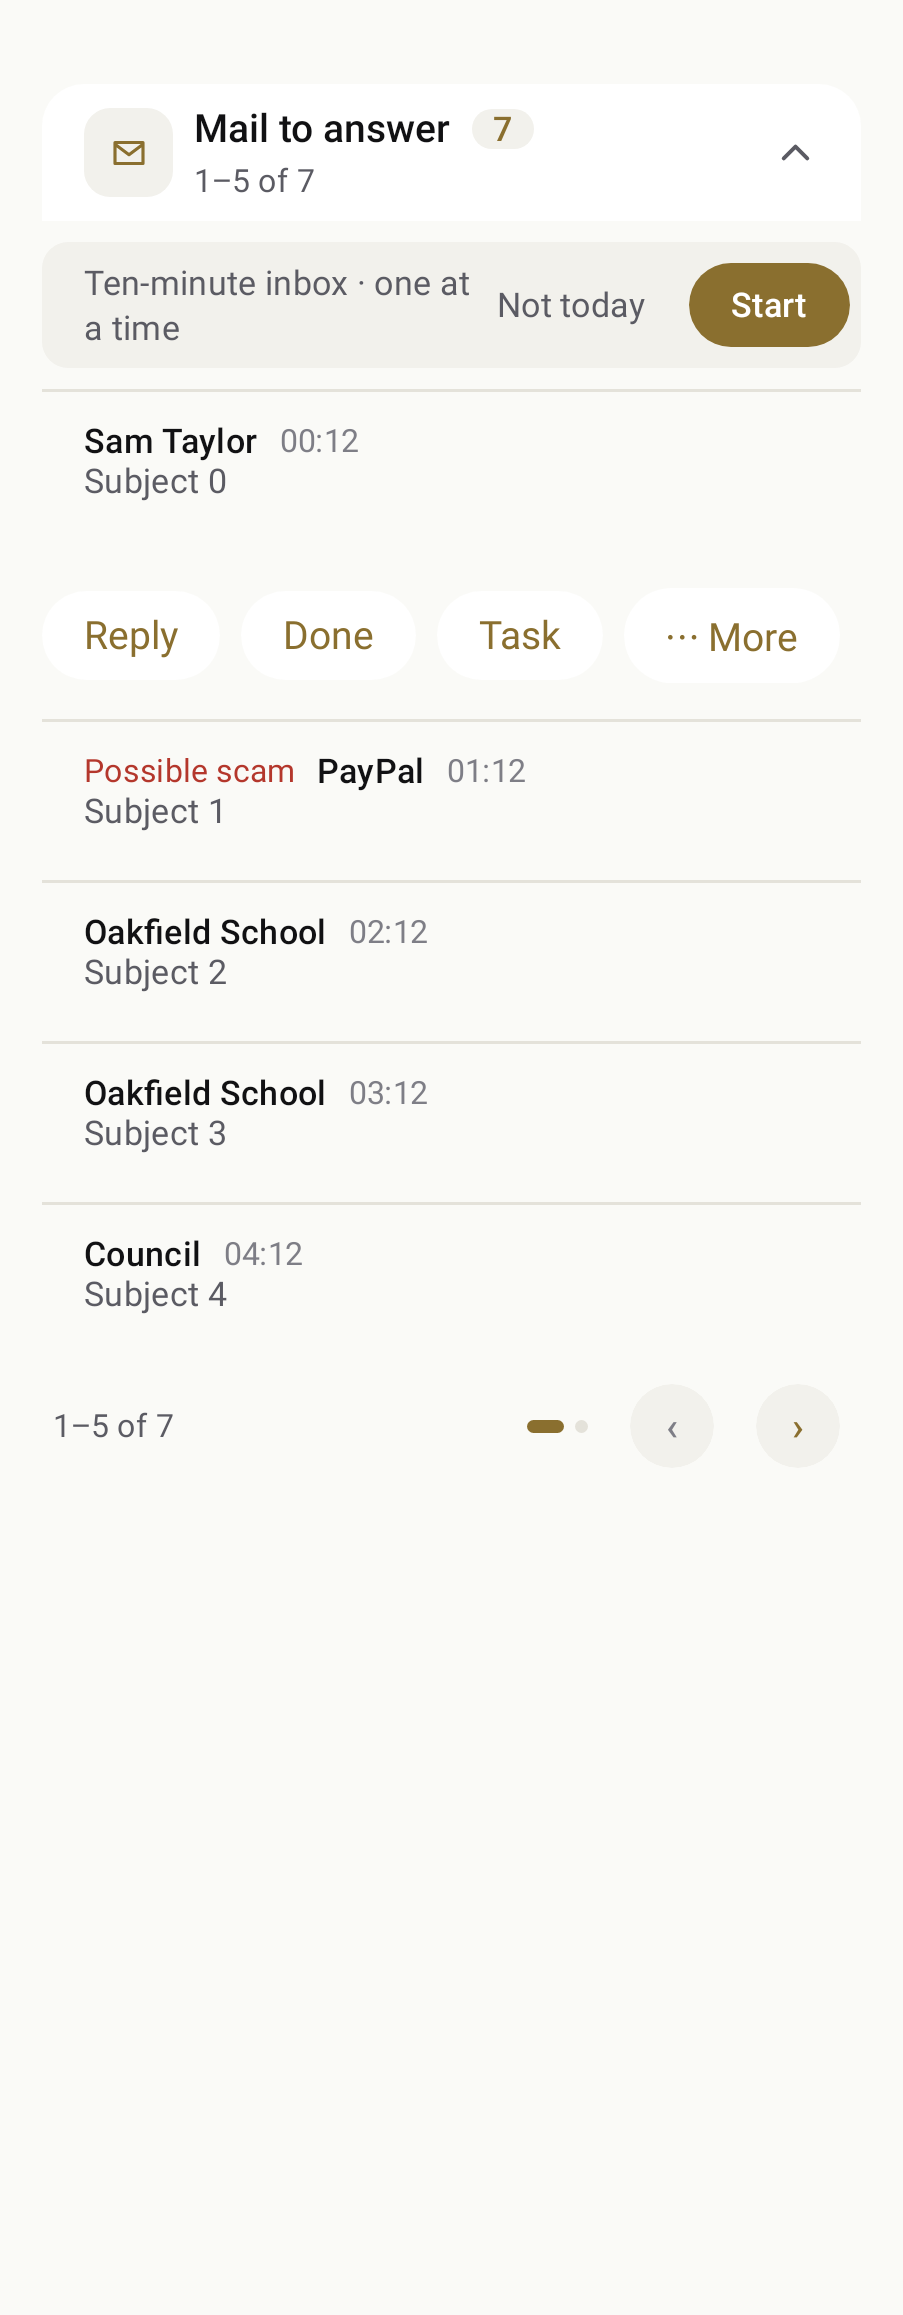 Mail to answer 7
1–5 of 7
Ten-minute inbox · one at
a time
Not today
Start
Sam Taylor 00:12
Subject 0
Reply Done Task ··· More
Possible scam PayPal 01:12
Subject 1
Oakfield School 02:12
Subject 2
Oakfield School 03:12
Subject 3
Council 04:12
Subject 4
1–5 of 7 ‹ ›